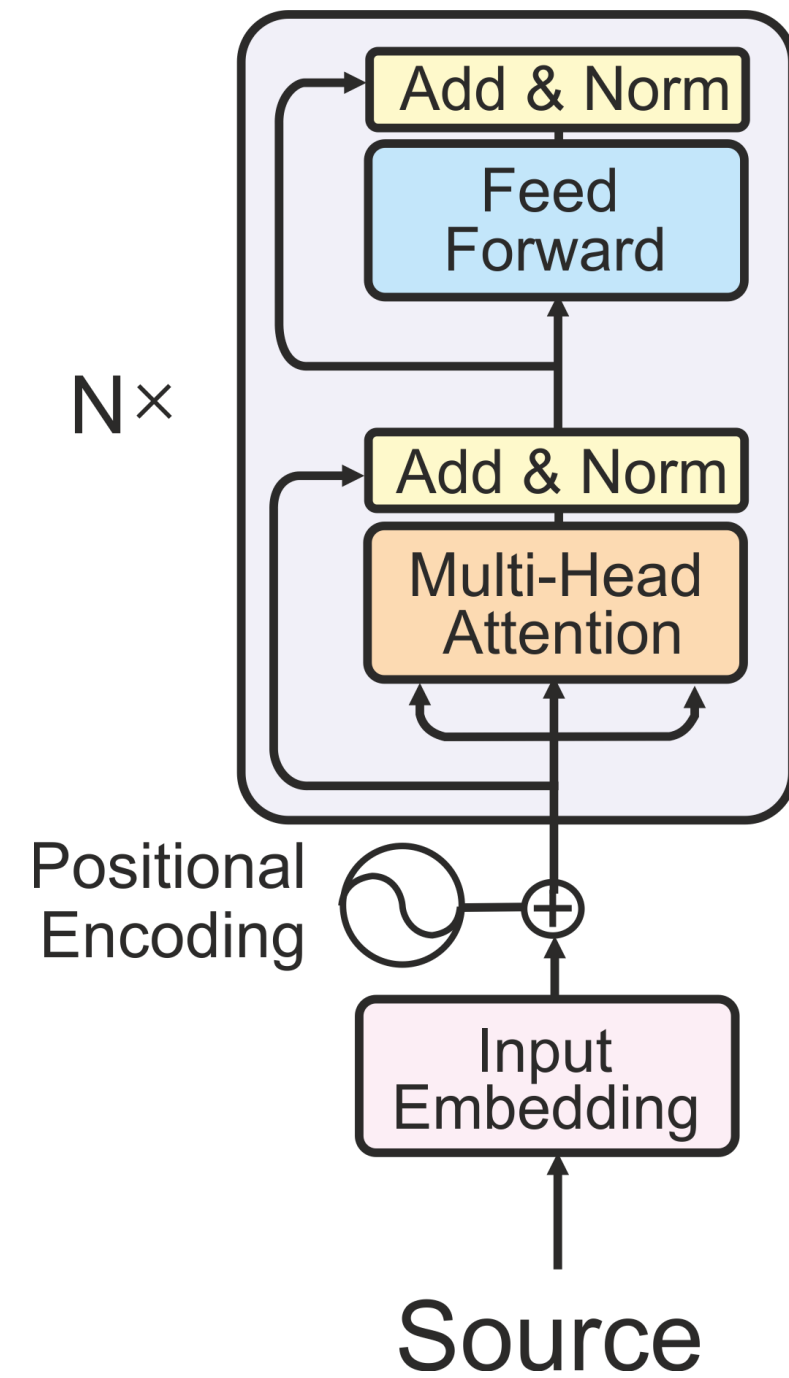 Add & Norm
Feed
Forward
N×
Add & Norm
Multi-Head
Attention
Positional
Encoding
Input
Embedding
Source